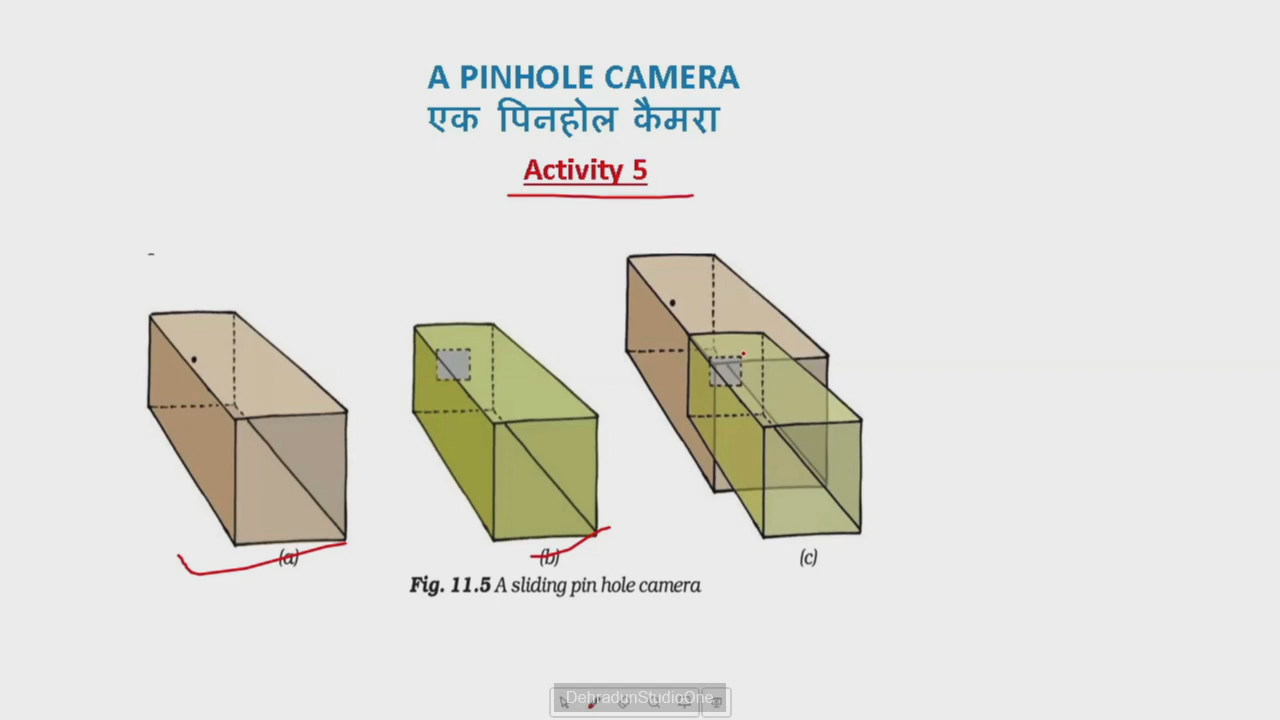 A PINHOLE CAMERA
एक पिनहोल कैमरा
Activity 5
(a)
(b)
(c)
Fig. 11.5 A sliding pin hole camera
DehradunStudioOne